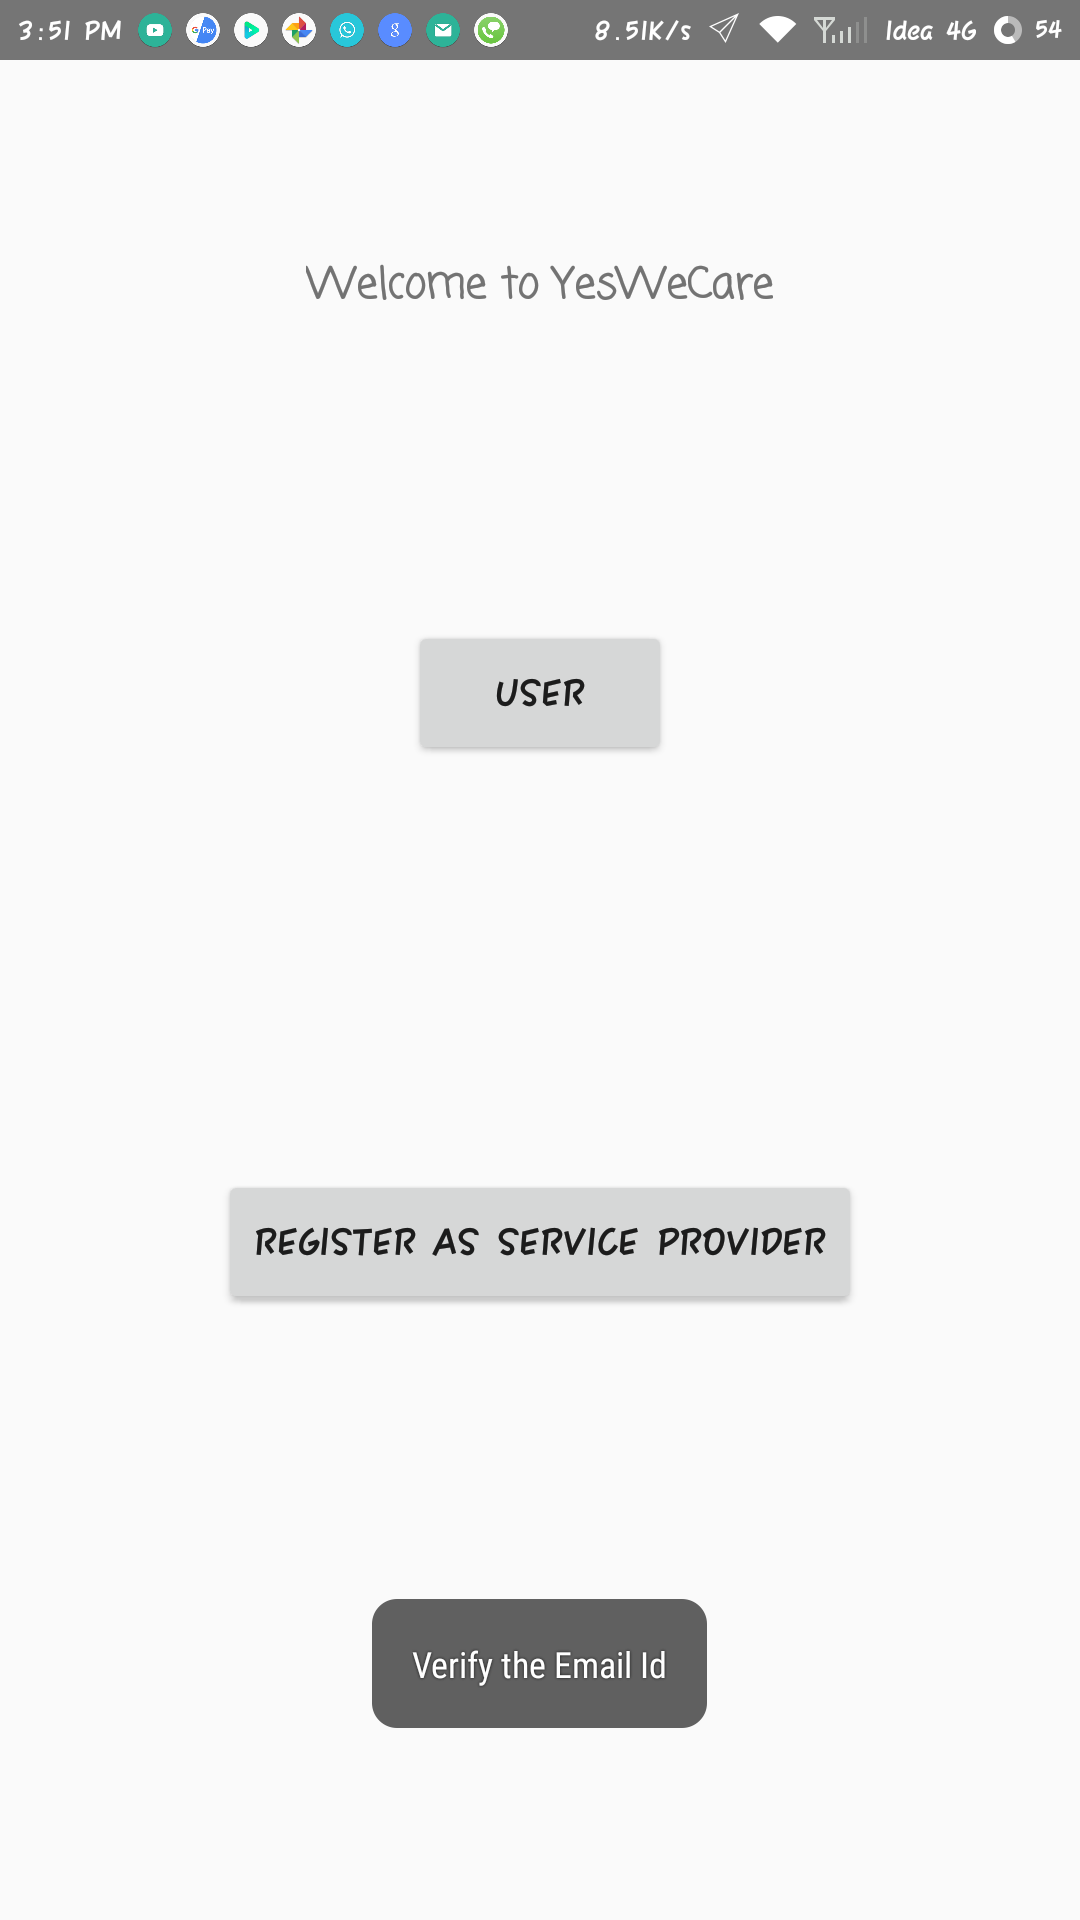 3:51 PM G Pay g 8.51K/s Idea 4G 54
Welcome to YesWeCare
USER
REGISTER AS SERVICE PROVIDER
Verify the Email Id